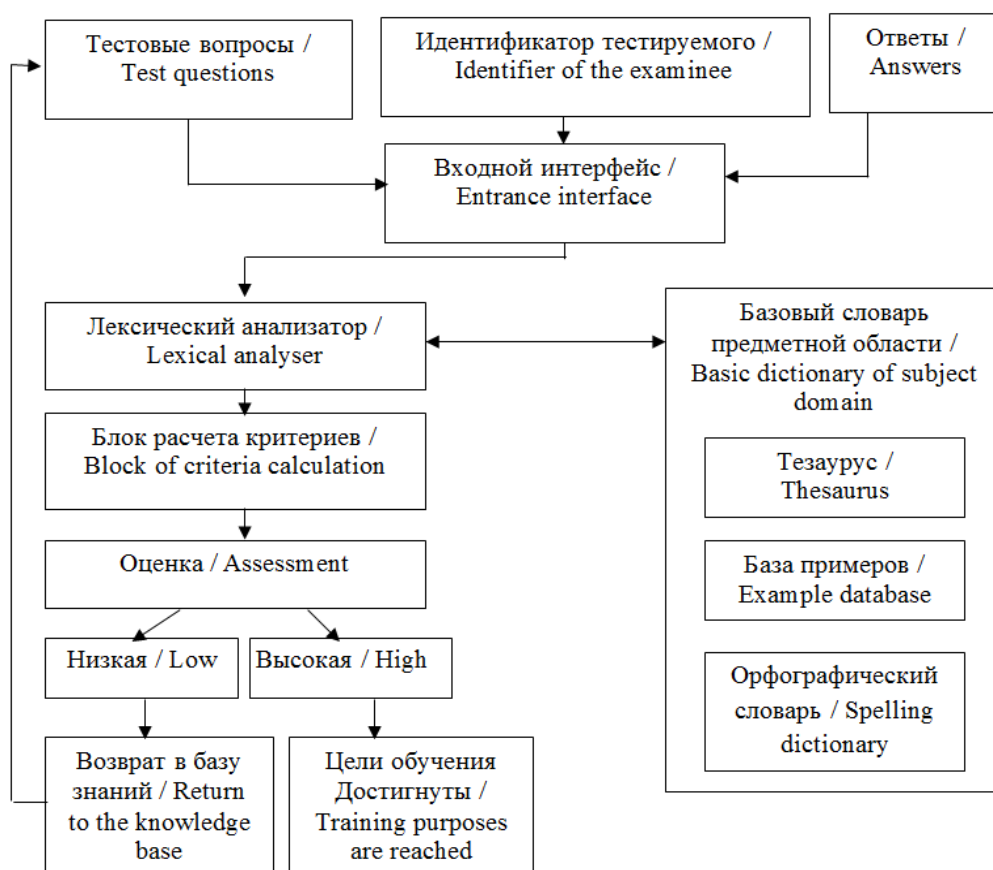 Тестовые вопросы /
Test questions
Идентификатор тестируемого /
Identifier of the examinee
Ответы /
Answers
Входной интерфейс /
Entrance interface
Лексический анализатор /
Lexical analyser
Базовый словарь
предметной области /
Basic dictionary of subject
domain
Блок расчета критериев /
Block of criteria calculation
Тезаурус /
Thesaurus
Оценка / Assessment
База примеров /
Example database
Низкая / Low
Высокая / High
Орфографический
словарь / Spelling
dictionary
Возврат в базу
знаний / Return
to the knowledge
base
Цели обучения
Достигнуты /
Training purposes
are reached